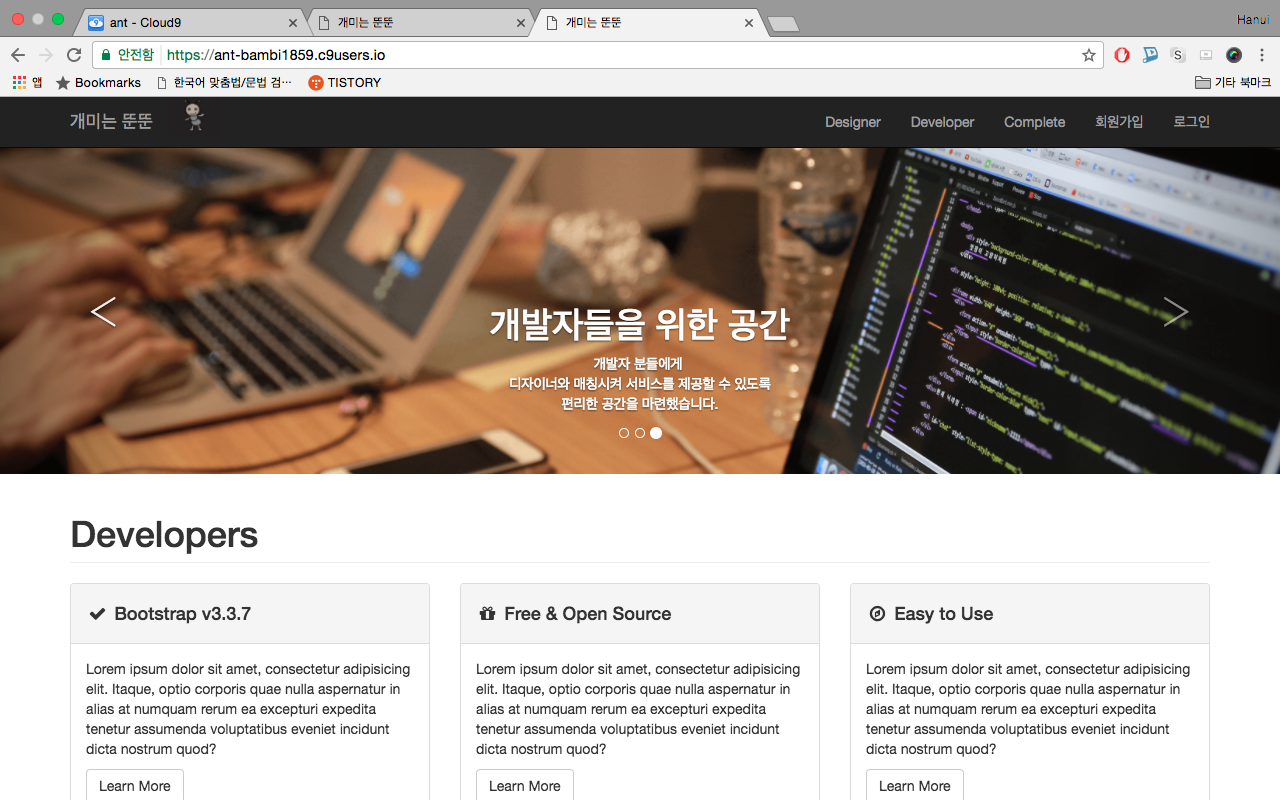 ant - Cloud9
개미는 뚠뚠
개미는 뚠뚠
Hanui
안전함
https://ant-bambi1859.c9users.io
앱
Bookmarks
한국어 맞춤법/문법 검…
TISTORY
기타 북마크
개미는 뚠뚠
Designer
Developer
Complete
회원가입
로그인
개발자들을 위한 공간
개발자 분들에게
디자이너와 매칭시켜 서비스를 제공할 수 있도록
편리한 공간을 마련했습니다.
Developers
Bootstrap v3.3.7
Lorem ipsum dolor sit amet, consectetur adipisicing
elit. Itaque, optio corporis quae nulla aspernatur in
alias at numquam rerum ea excepturi expedita
tenetur assumenda voluptatibus eveniet incidunt
dicta nostrum quod?
Learn More
Free & Open Source
Lorem ipsum dolor sit amet, consectetur adipisicing
elit. Itaque, optio corporis quae nulla aspernatur in
alias at numquam rerum ea excepturi expedita
tenetur assumenda voluptatibus eveniet incidunt
dicta nostrum quod?
Learn More
Easy to Use
Lorem ipsum dolor sit amet, consectetur adipisicing
elit. Itaque, optio corporis quae nulla aspernatur in
alias at numquam rerum ea excepturi expedita
tenetur assumenda voluptatibus eveniet incidunt
dicta nostrum quod?
Learn More